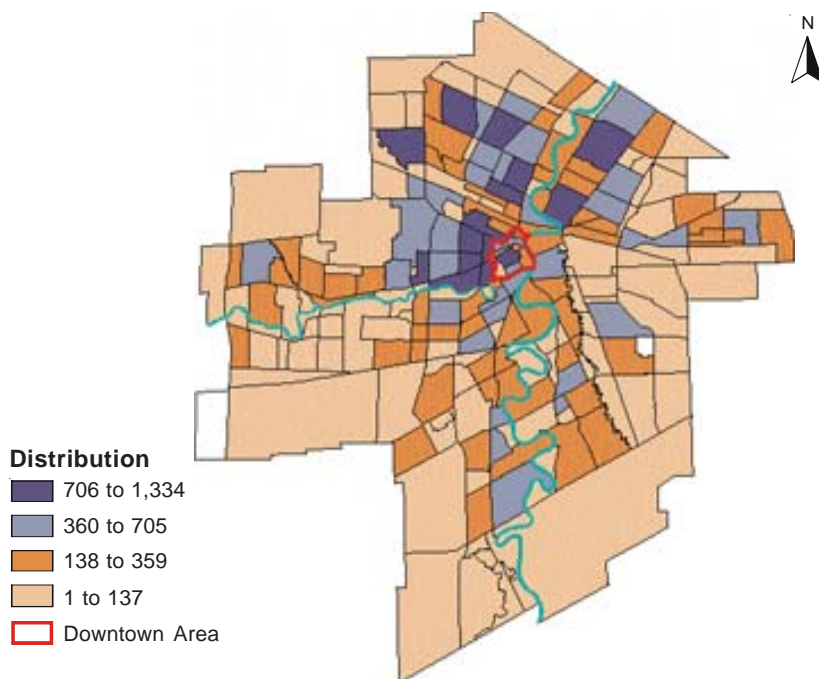 N
Distribution
706 to 1,334
360 to 705
138 to 359
1 to 137
Downtown Area